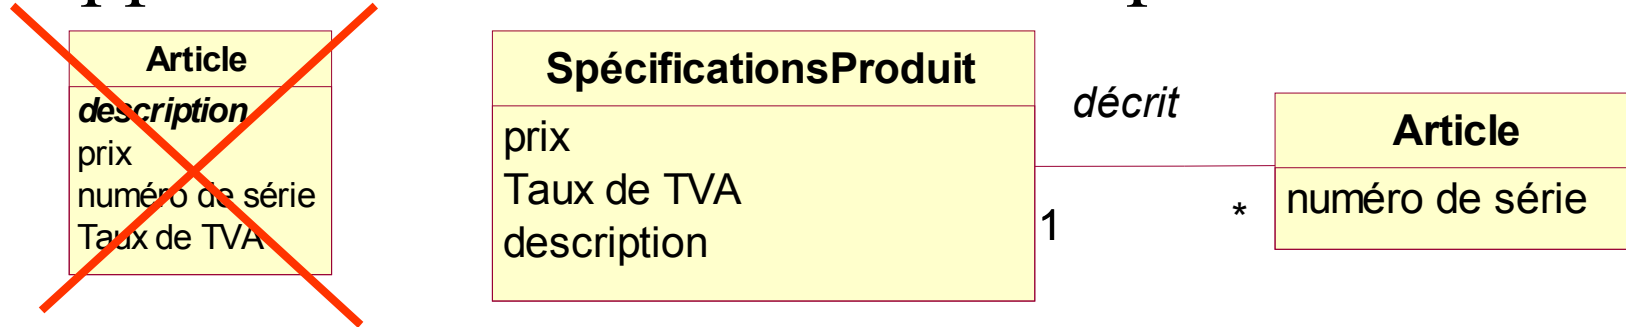 Article
description
prix
numéro de série
Taux de TVA
SpécificationsProduit
prix
Taux de TVA
description
décrit
1
*
Article
numéro de série